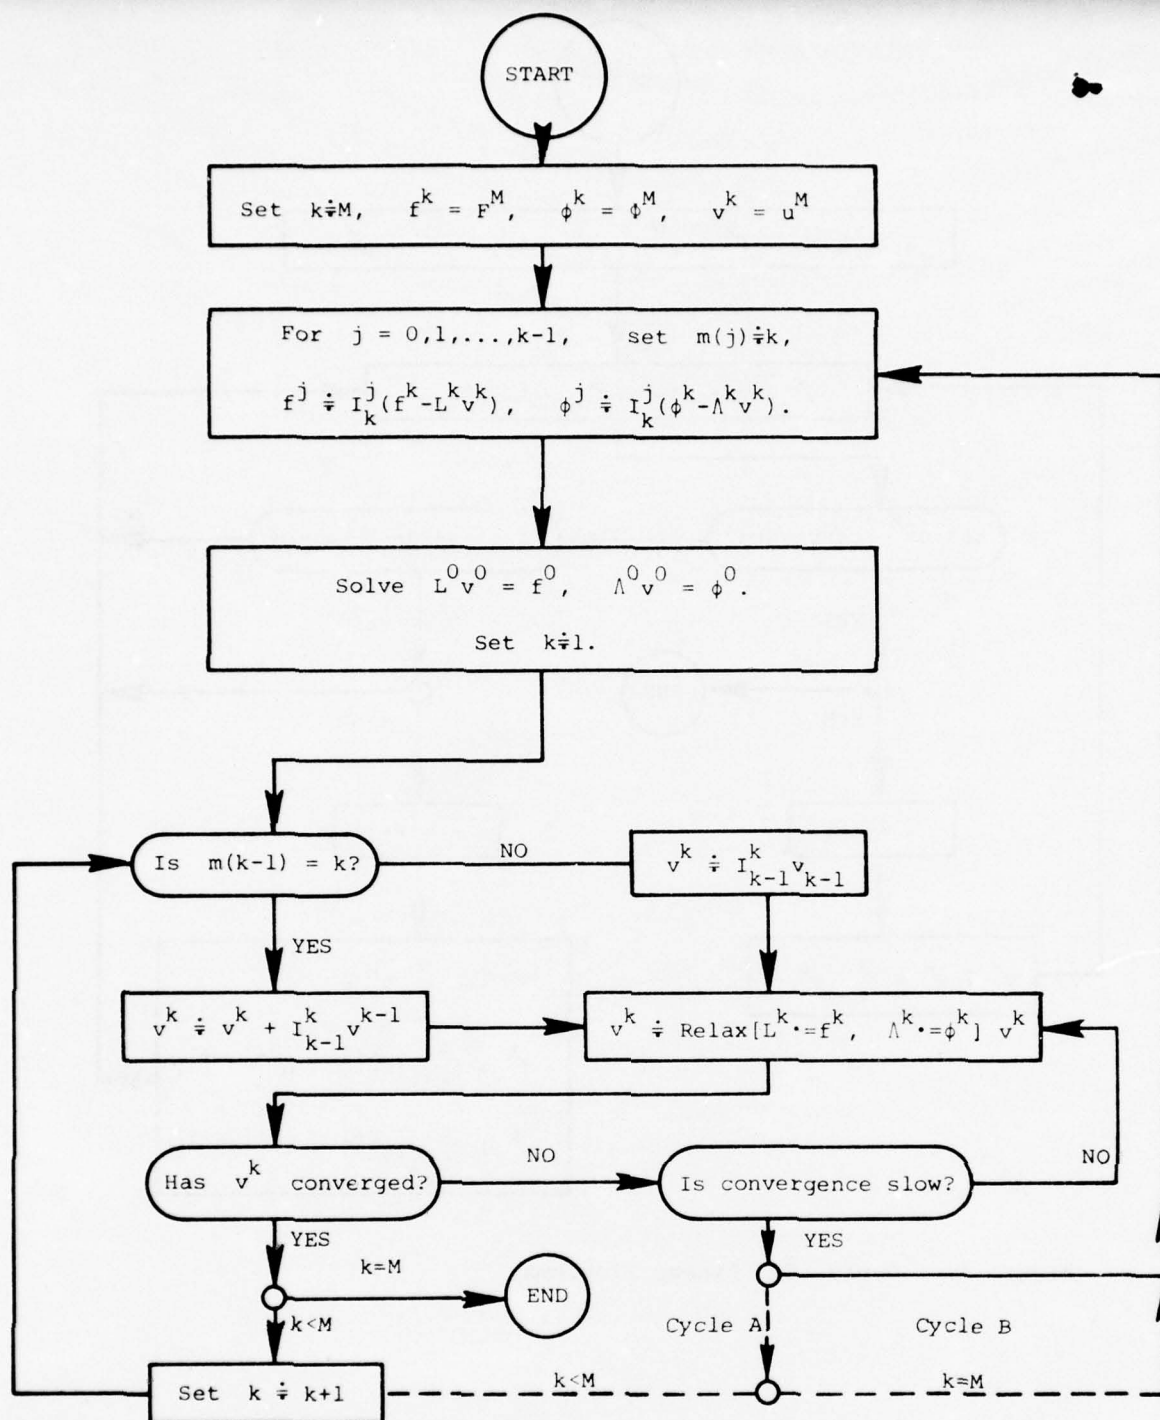 START
Set k ⩦ M, f^k = F^M, ϕ^k = Φ^M, v^k = u^M
For j = 0,1,...,k-1, set m(j) ⩦ k,
f^j ⩦ I_k^j(f^k-L^k v^k), ϕ^j ⩦ I_k^j(ϕ^k-Λ^k v^k).
Solve L^0 v^0 = f^0, Λ^0 v^0 = ϕ^0.
Set k ⩦ 1.
Is m(k-1) = k?
NO
v^k ⩦ I_{k-1}^k v_{k-1}
YES
v^k ⩦ v^k + I_{k-1}^k v^{k-1}
v^k ⩦ Relax[L^k·=f^k, Λ^k·=ϕ^k] v^k
Has v^k converged?
NO
Is convergence slow?
NO
YES
YES
k=M
END
k<M
Cycle A
Cycle B
Set k ⩦ k+1
k<M
k=M